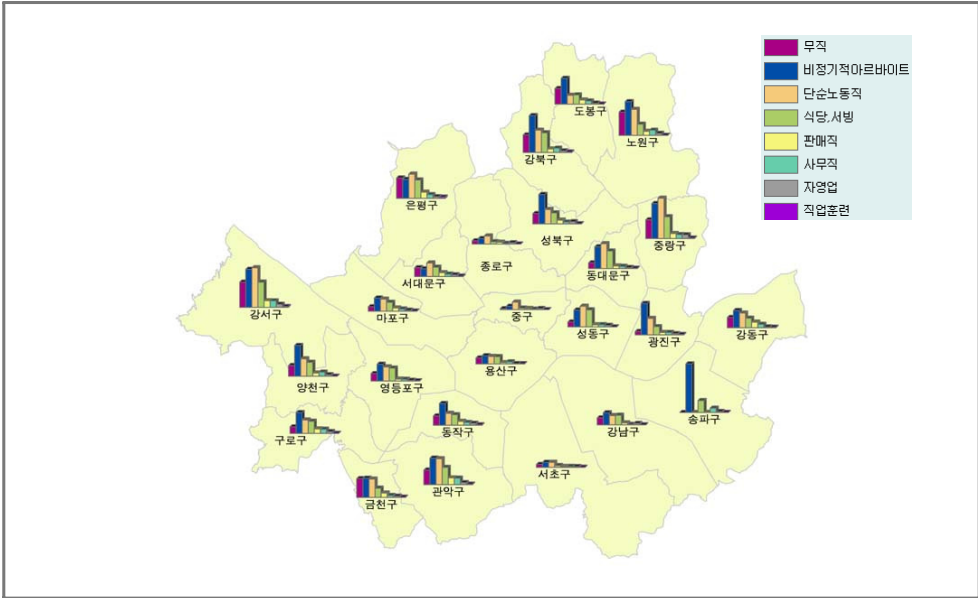 무직
비정기적아르바이트
단순노동직
식당,서빙
판매직
사무직
자영업
직업훈련
도봉구
노원구
강북구
은평구
성북구
중랑구
종로구
동대문구
서대문구
강서구
마포구
중구
성동구
광진구
강동구
용산구
양천구
영등포구
송파구
동작구
강남구
구로구
서초구
관악구
금천구